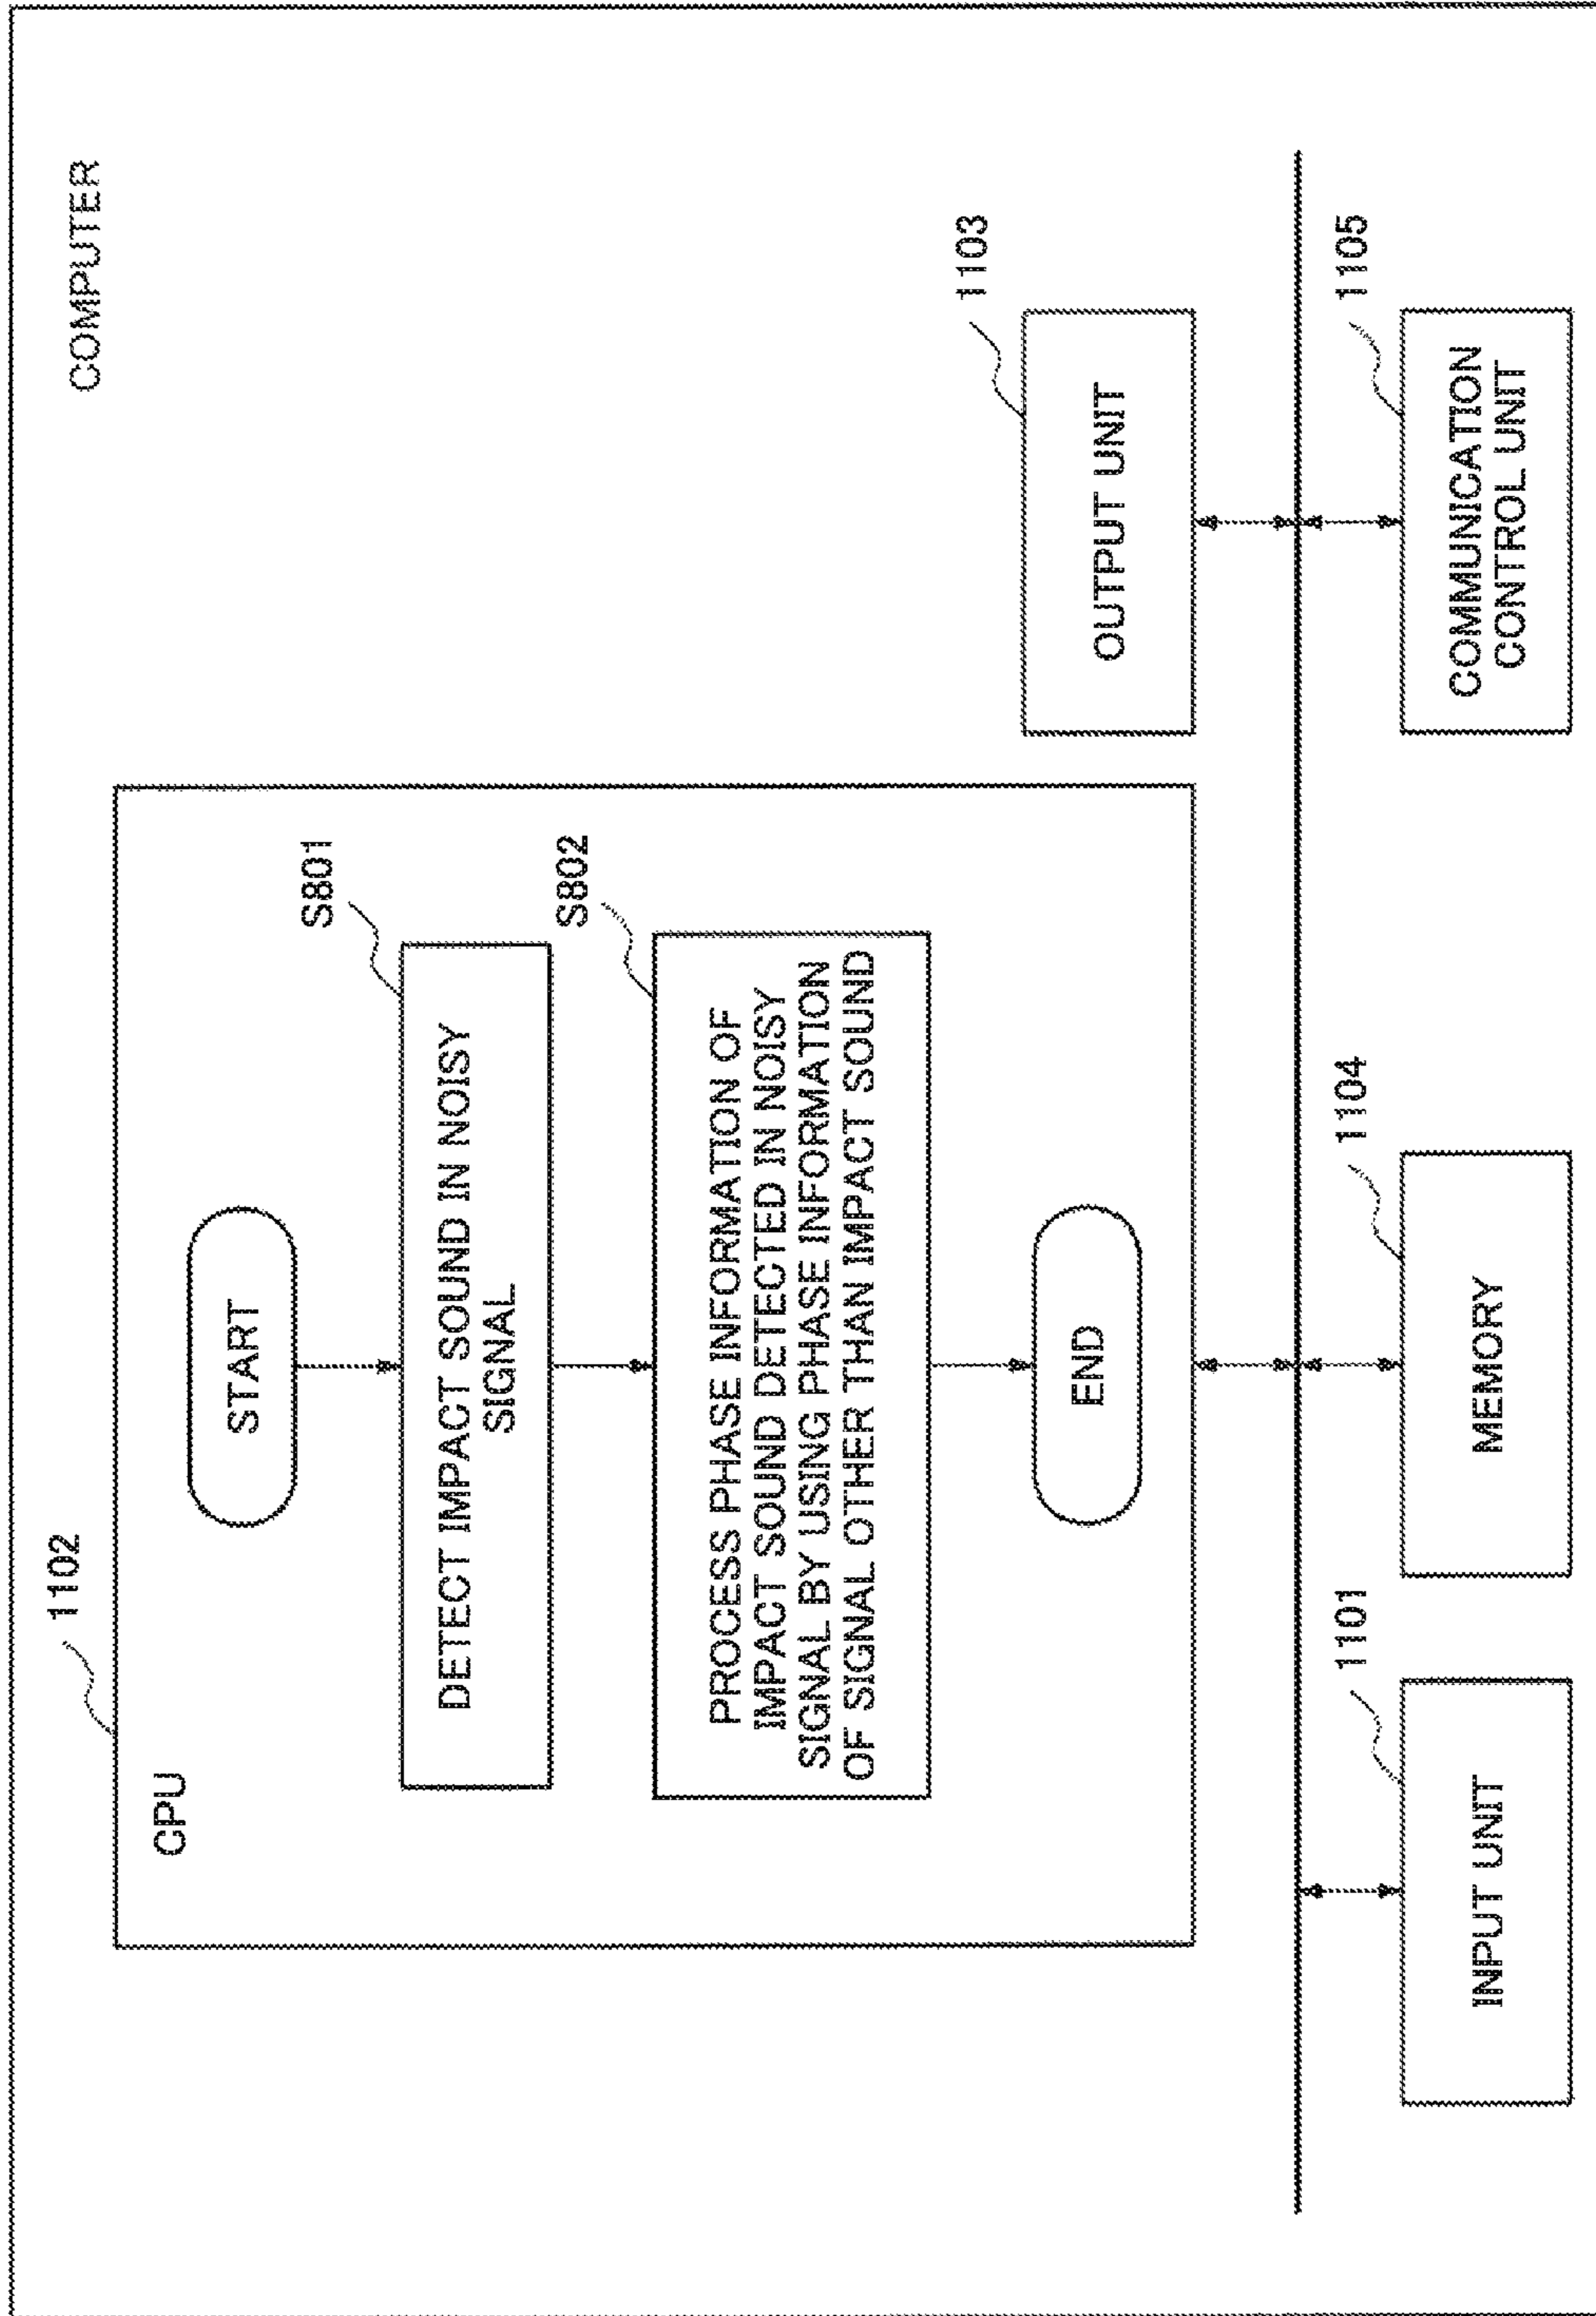 COMPUTER
1102
CPU
START
S801
DETECT IMPACT SOUND IN NOISY
SIGNAL
S802
PROCESS PHASE INFORMATION OF
IMPACT SOUND DETECTED IN NOISY
SIGNAL BY USING PHASE INFORMATION
OF SIGNAL OTHER THAN IMPACT SOUND
END
1103
OUTPUT UNIT
1101
INPUT UNIT
1104
MEMORY
1105
COMMUNICATION
CONTROL UNIT